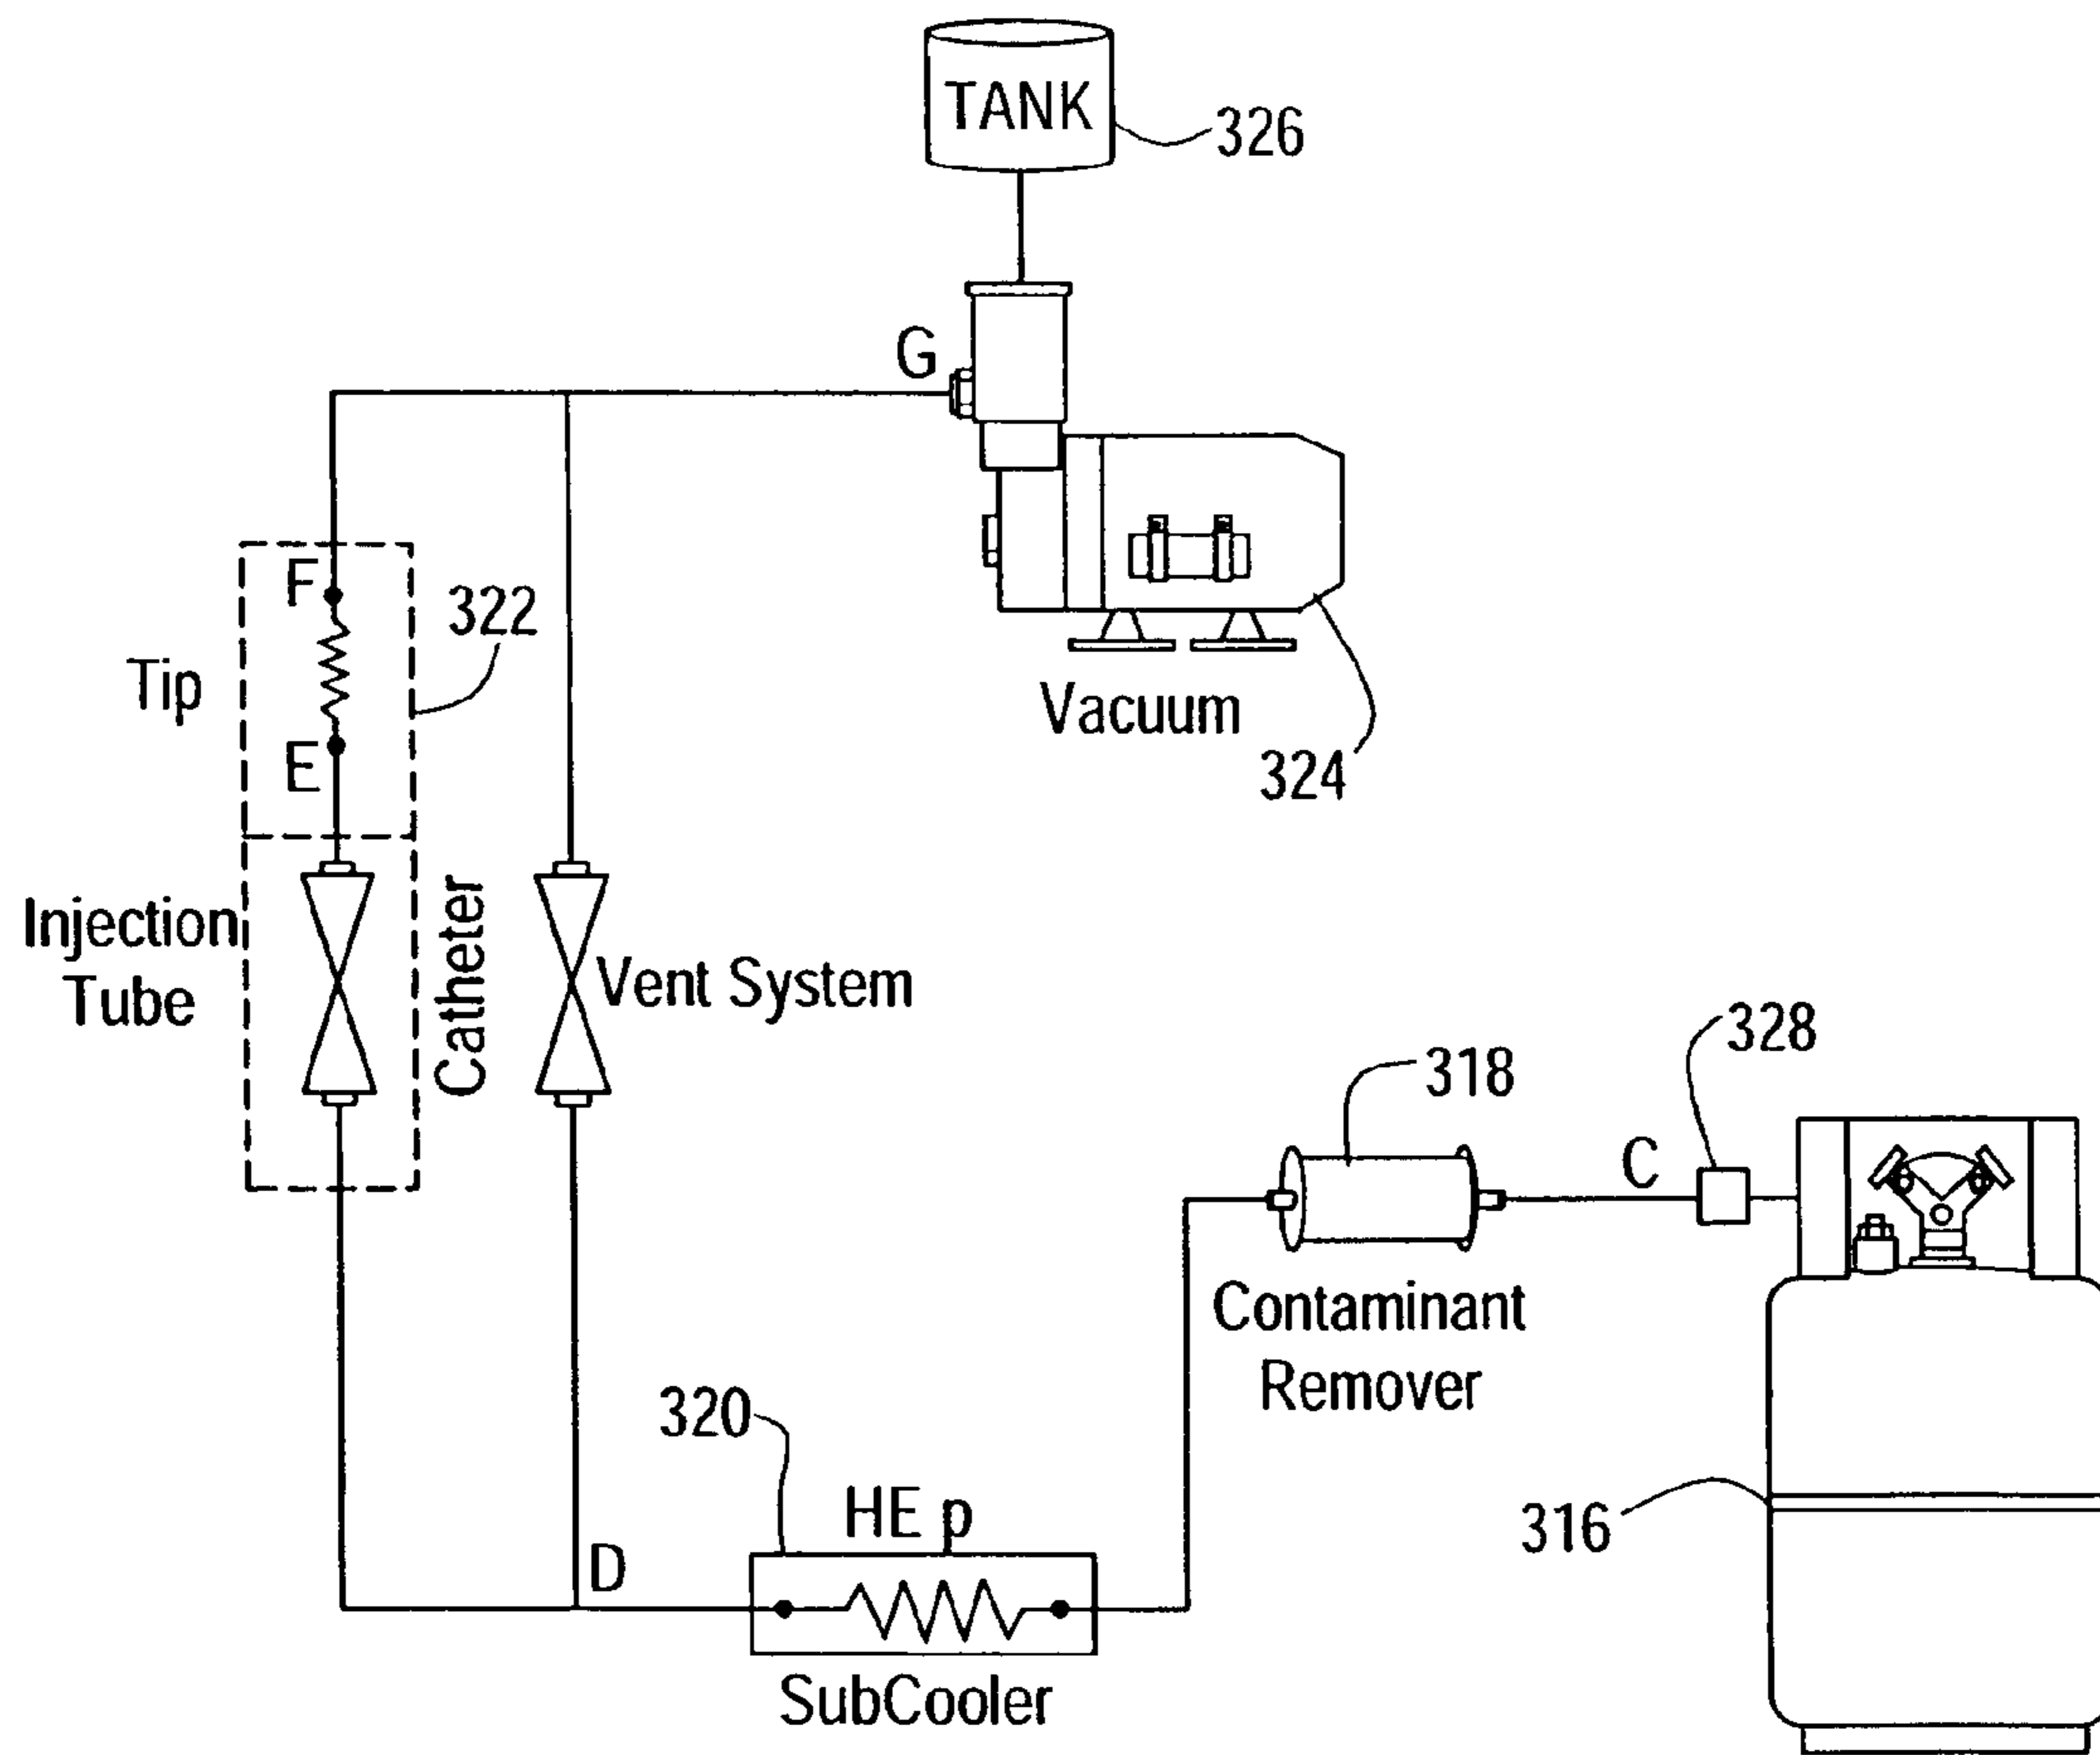 TANK
326
G
F
322
Tip
E
Vacuum
324
Injection
Tube
Catheter
Vent System
328
318
C
Contaminant
Remover
320
HE p
316
D
SubCooler